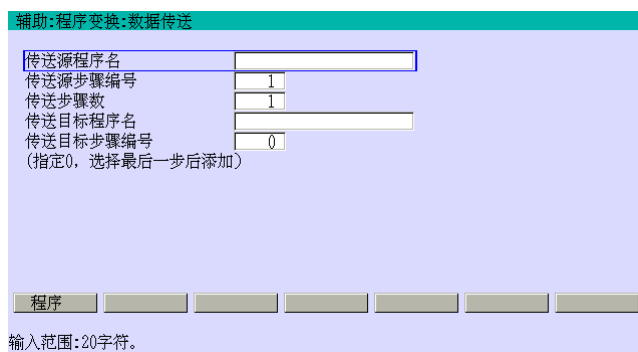 辅助:程序变换:数据传送
传送源程序名
传送源步骤编号 1
传送步骤数 1
传送目标程序名
传送目标步骤编号 0
(指定0, 选择最后一步后添加)
程序
输入范围:20字符。